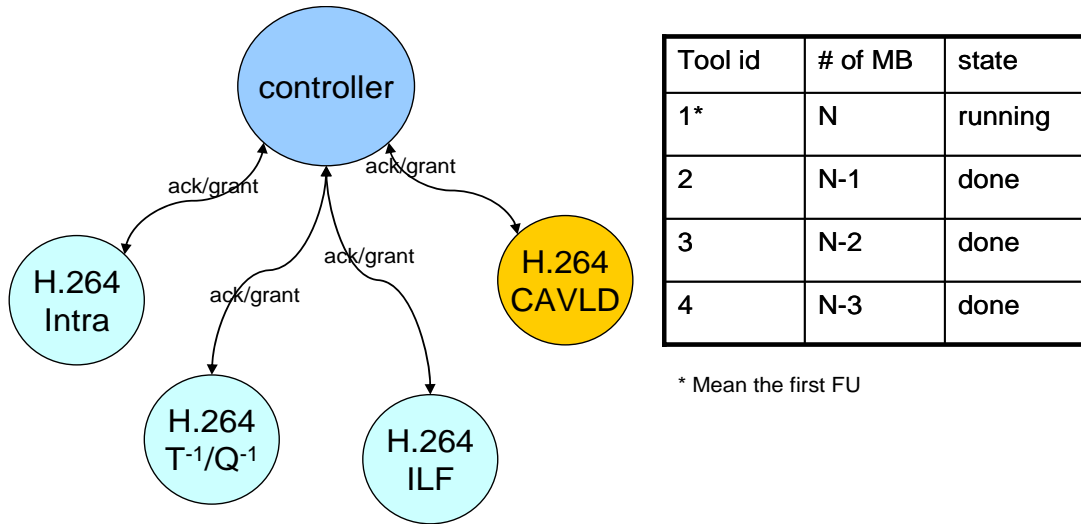 controller
ack/grant
ack/grant
ack/grant
ack/grant
H.264
Intra
H.264
T-1/Q-1
H.264
ILF
H.264
CAVLD
Tool id # of MB state
1* N running
2 N-1 done
3 N-2 done
4 N-3 done
* Mean the first FU